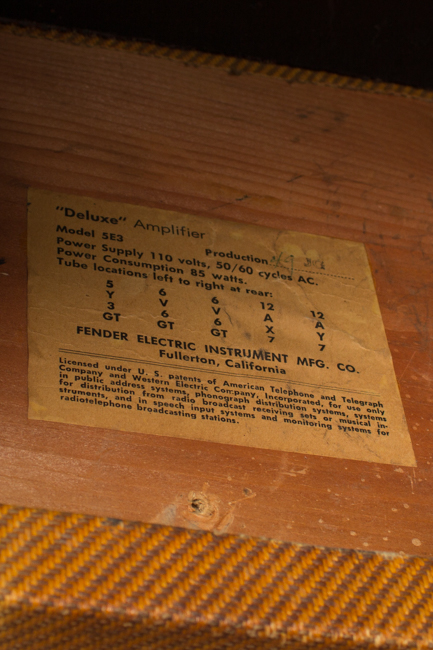 "Deluxe" Amplifier
Model 5E3 Production
Power Supply 110 volts, 50/60 cycles AC.
Power Consumption 85 watts.
Tube locations left to right at rear:
5 6 6 12 12
Y V V A A
3 6 6 X Y
GT GT GT 7 7
FENDER ELECTRIC INSTRUMENT MFG. CO.
Fullerton, California
Licensed under U. S. patents of American Telephone and Telegraph
Company and Western Electric Company, Incorporated, for use only
in public address systems, phonograph distribution systems, systems
for distribution from radio broadcast receiving sets or musical in-
struments, and in speech input systems and monitoring systems for
radiotelephone broadcasting stations.